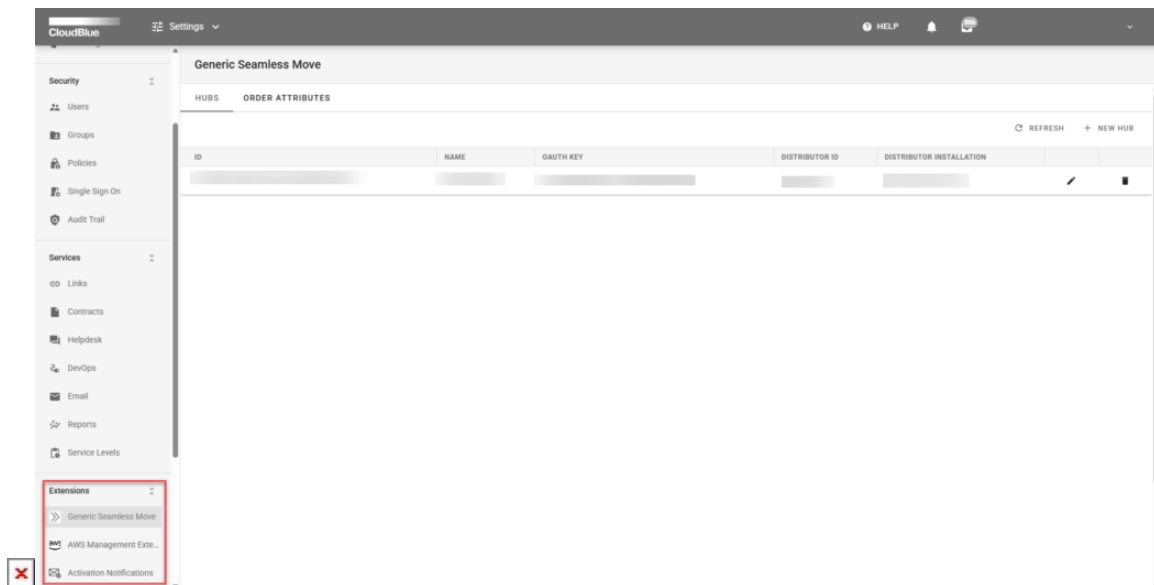 CloudBlue
Settings
HELP
Generic Seamless Move
Security
HUBS ORDER ATTRIBUTES
Users
Groups
REFRESH + NEW HUB
Policies
ID NAME OAUTH KEY DISTRIBUTOR ID DISTRIBUTOR INSTALLATION
Single Sign On
Audit Trail
Services
Links
Contracts
Helpdesk
DevOps
Email
Reports
Service Levels
Extensions
Generic Seamless Move
aws AWS Management Exte...
Activation Notifications